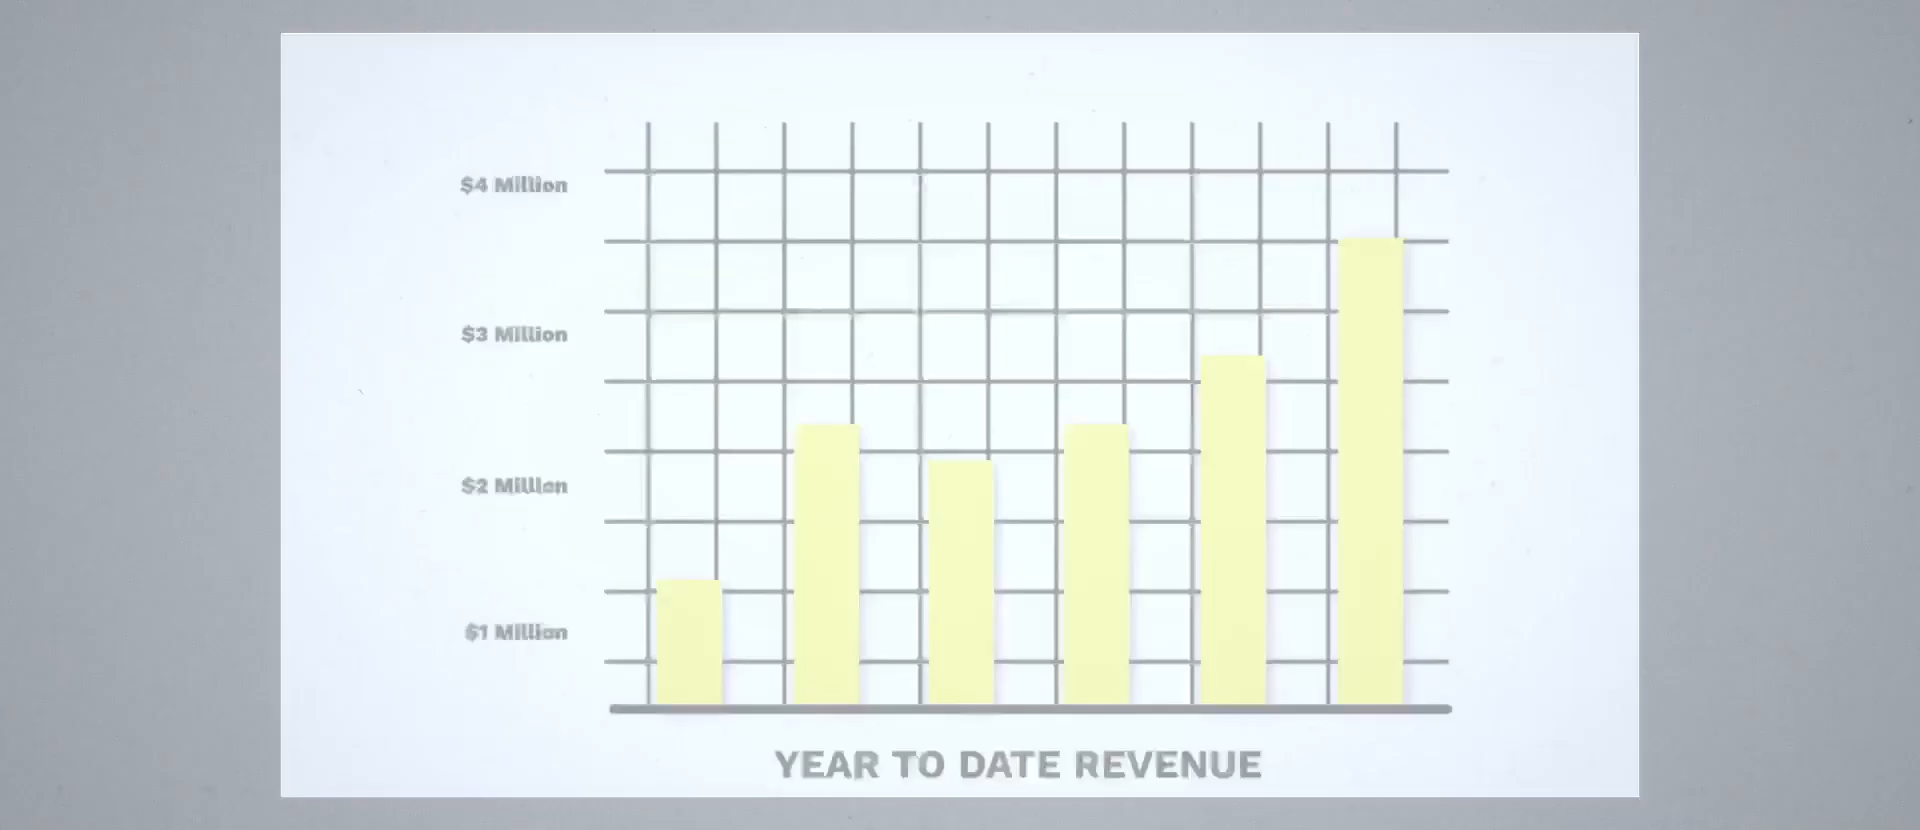 $4 Million
$3 Million
$2 Million
$1 Million
YEAR TO DATE REVENUE